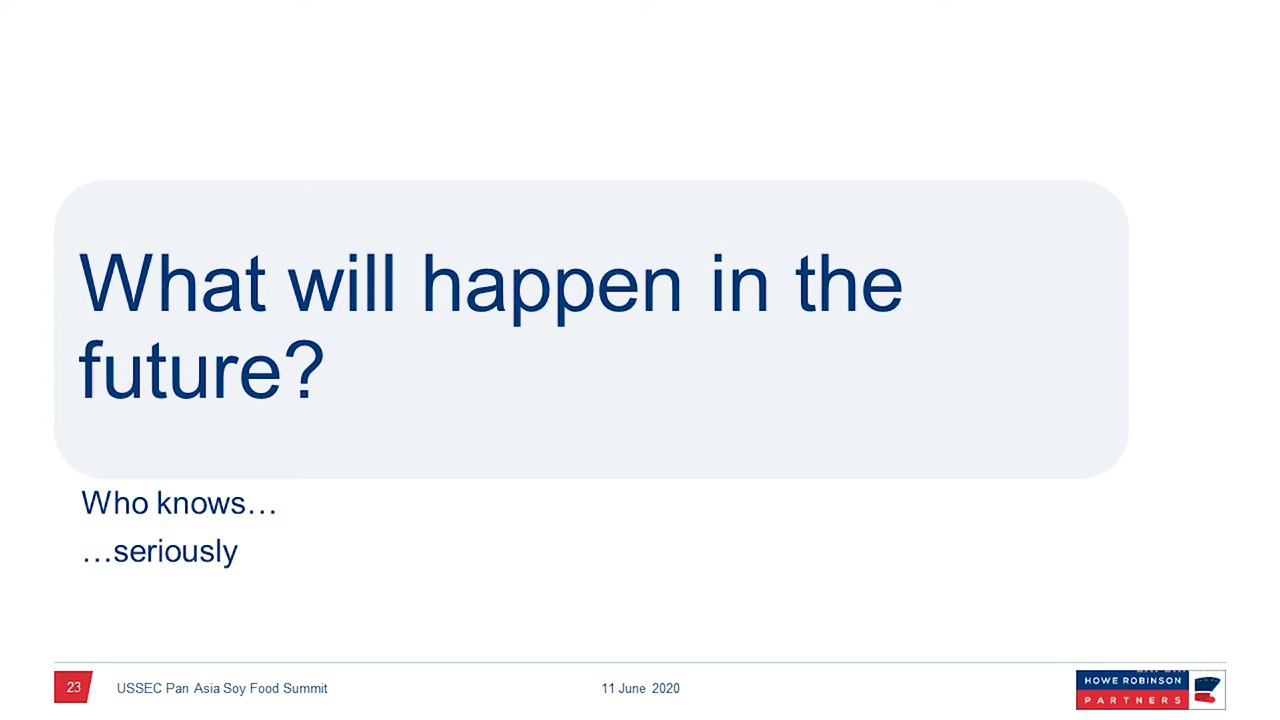 What will happen in the
future?
Who knows…
…seriously
23
USSEC Pan Asia Soy Food Summit
11 June 2020
HOWE ROBINSON
PARTNERS